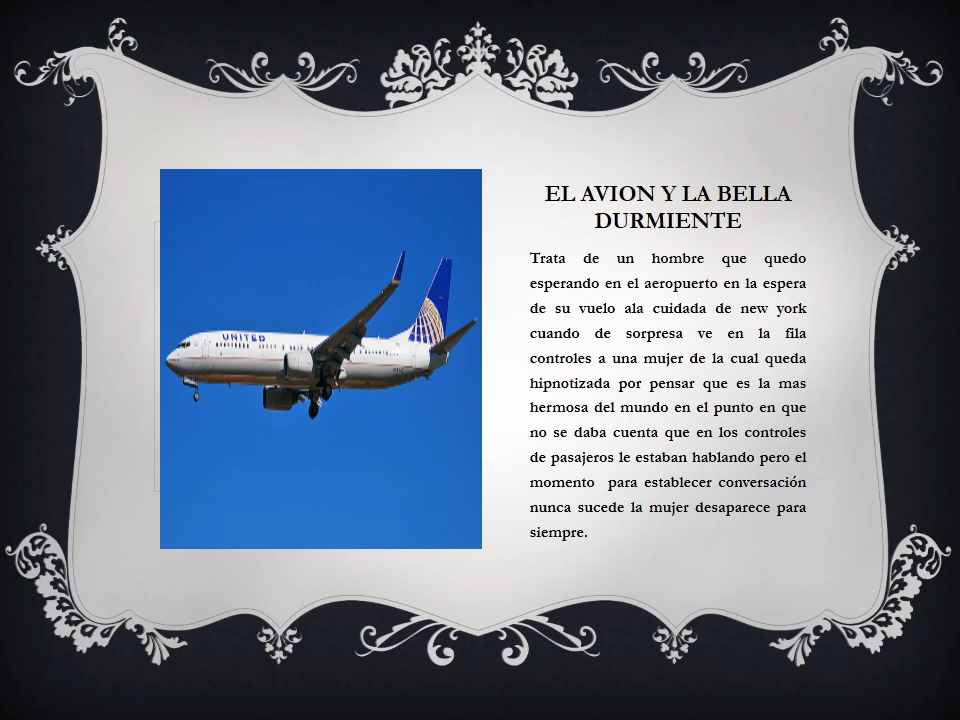 UNITED
EL AVION Y LA BELLA
DURMIENTE
Trata de un hombre que quedo
esperando en el aeropuerto en la espera
de su vuelo ala cuidada de new york
cuando de sorpresa ve en la fila
controles a una mujer de la cual queda
hipnotizada por pensar que es la mas
hermosa del mundo en el punto en que
no se daba cuenta que en los controles
de pasajeros le estaban hablando pero el
momento para establecer conversación
nunca sucede la mujer desaparece para
siempre.